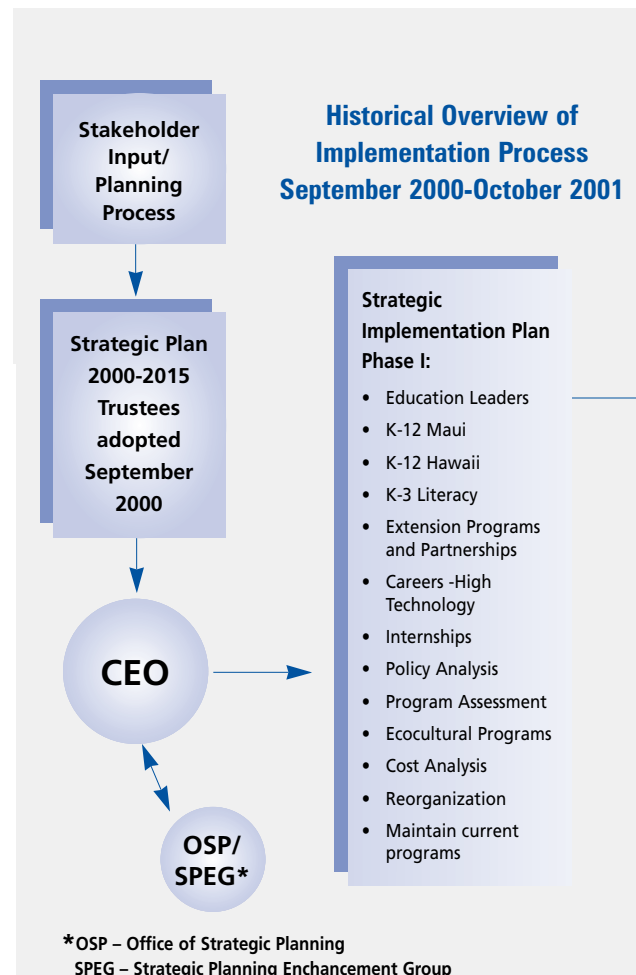 Stakeholder
Input/
Planning
Process
Historical Overview of
Implementation Process
September 2000-October 2001
Strategic Plan
2000-2015
Trustees
adopted
September
2000
CEO
OSP/
SPEG*
Strategic
Implementation Plan
Phase I:
• Education Leaders
• K-12 Maui
• K-12 Hawaii
• K-3 Literacy
• Extension Programs
and Partnerships
• Careers -High
Technology
• Internships
• Policy Analysis
• Program Assessment
• Ecocultural Programs
• Cost Analysis
• Reorganization
• Maintain current
programs
*OSP – Office of Strategic Planning
SPEG – Strategic Planning Enchancement Group